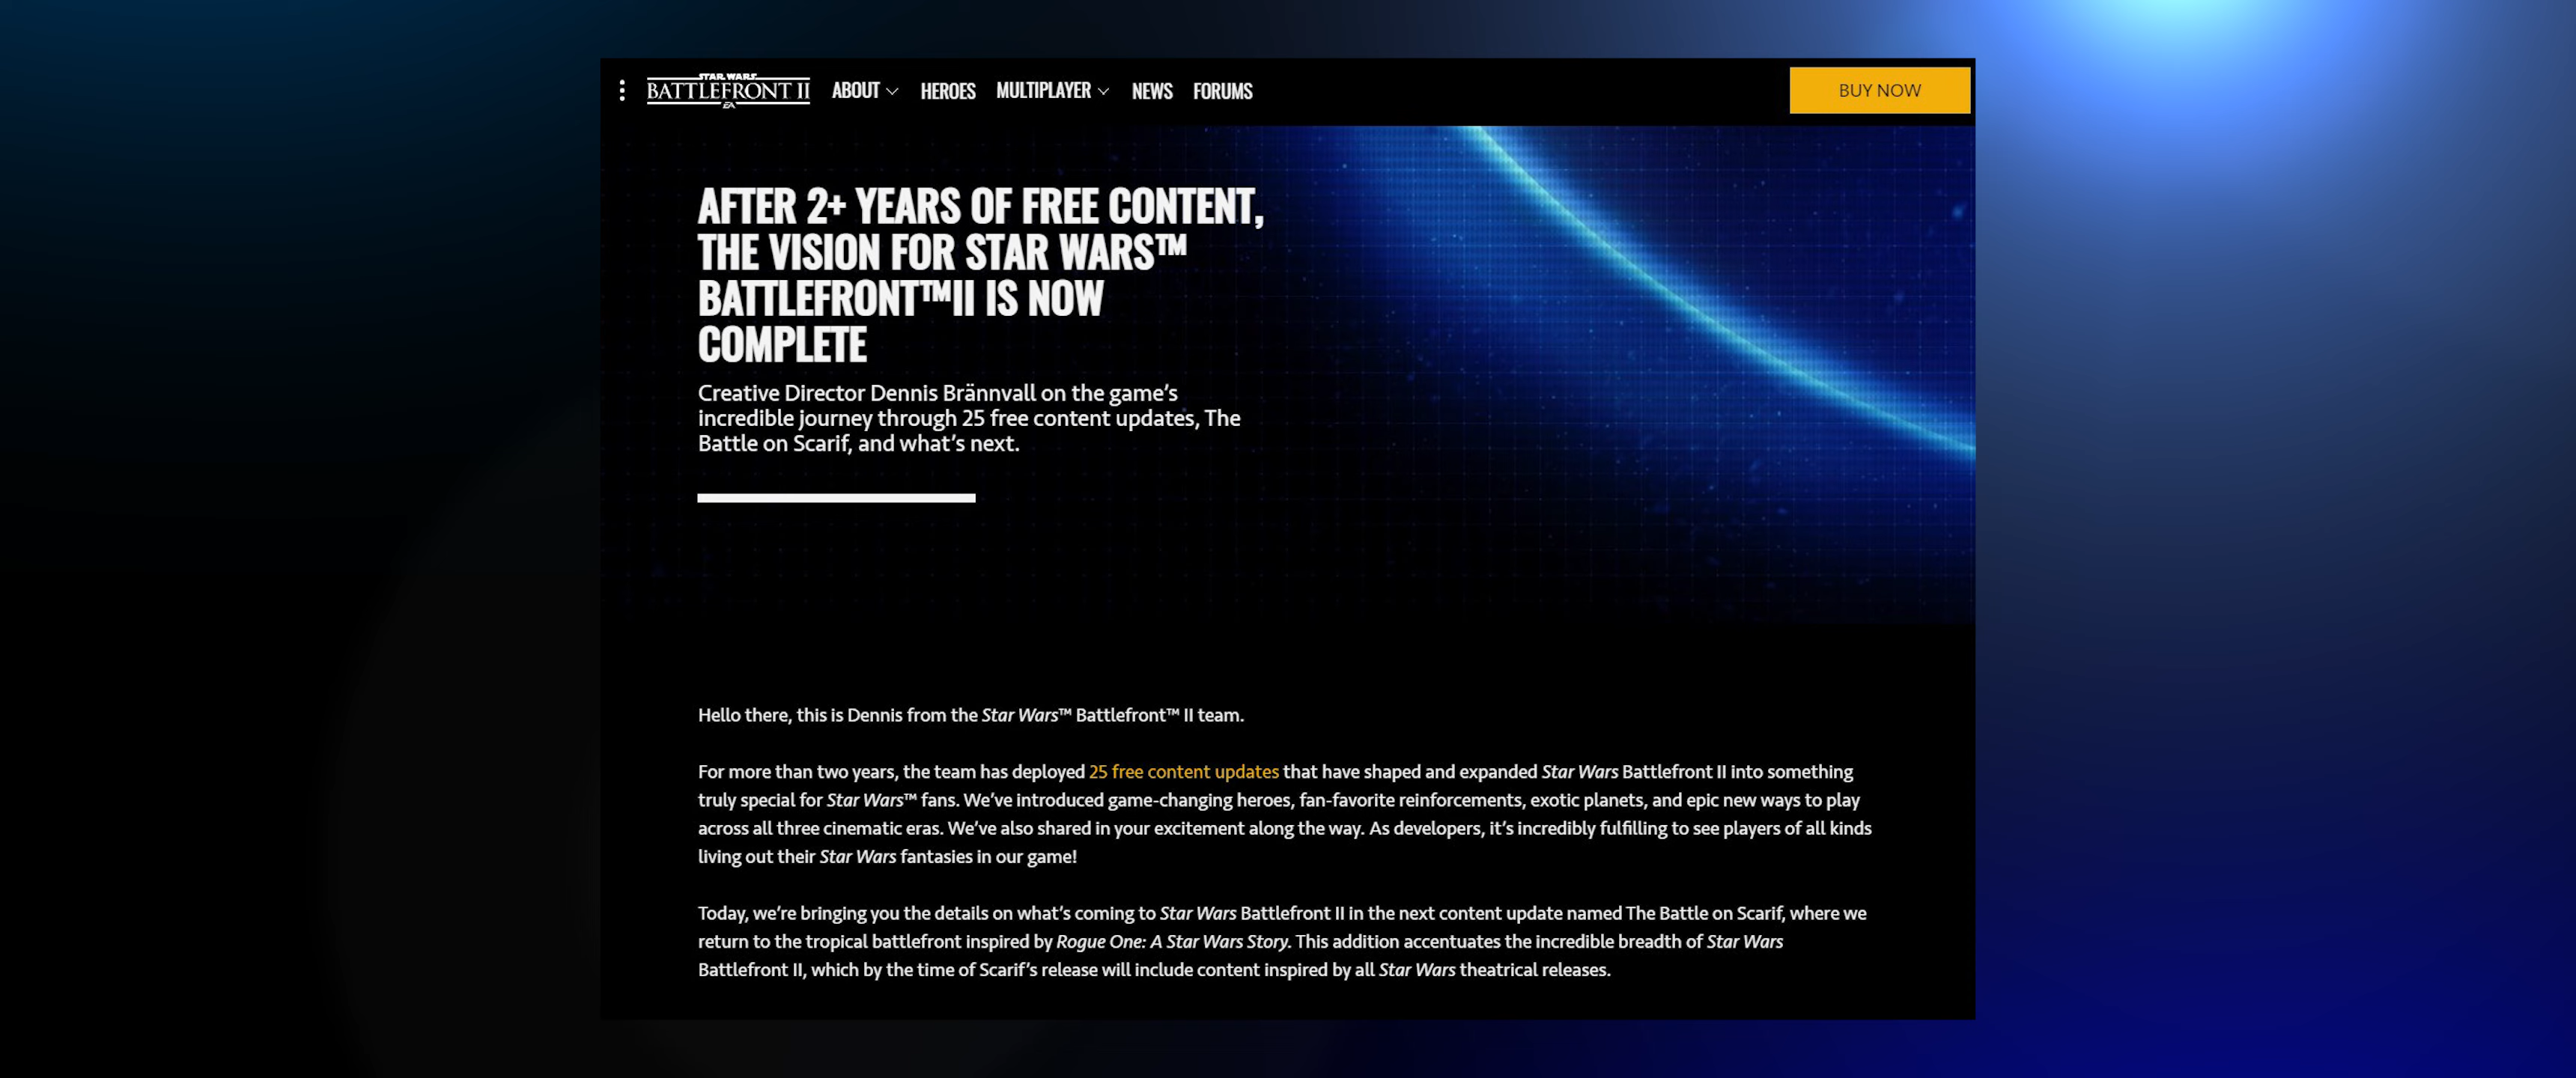 STAR WARS
BATTLEFRONT II
EA
ABOUT HEROES MULTIPLAYER NEWS FORUMS
BUY NOW
AFTER 2+ YEARS OF FREE CONTENT,
THE VISION FOR STAR WARS™
BATTLEFRONT™II IS NOW
COMPLETE
Creative Director Dennis Brännvall on the game’s
incredible journey through 25 free content updates, The
Battle on Scarif, and what’s next.
Hello there, this is Dennis from the Star Wars™ Battlefront™ II team.
For more than two years, the team has deployed 25 free content updates that have shaped and expanded Star Wars Battlefront II into something
truly special for Star Wars™ fans. We’ve introduced game-changing heroes, fan-favorite reinforcements, exotic planets, and epic new ways to play
across all three cinematic eras. We’ve also shared in your excitement along the way. As developers, it’s incredibly fulfilling to see players of all kinds
living out their Star Wars fantasies in our game!
Today, we’re bringing you the details on what’s coming to Star Wars Battlefront II in the next content update named The Battle on Scarif, where we
return to the tropical battlefront inspired by Rogue One: A Star Wars Story. This addition accentuates the incredible breadth of Star Wars
Battlefront II, which by the time of Scarif’s release will include content inspired by all Star Wars theatrical releases.